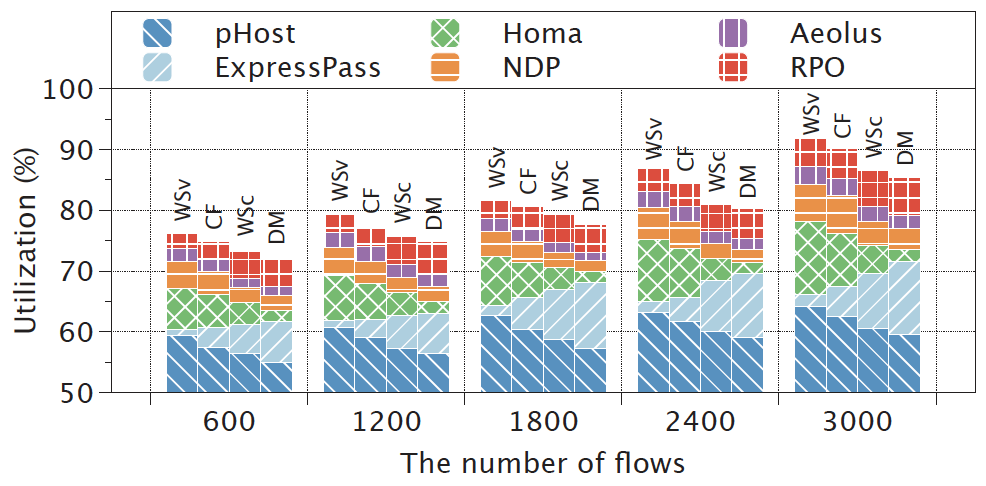 pHost Homa Aeolus
ExpressPass NDP RPO
Utilization (%)
100
90
80
70
60
50
WSv CF WSc DM
WSv CF WSc DM
WSv CF WSc DM
WSv CF WSc DM
WSv CF WSc DM
600 1200 1800 2400 3000
The number of flows